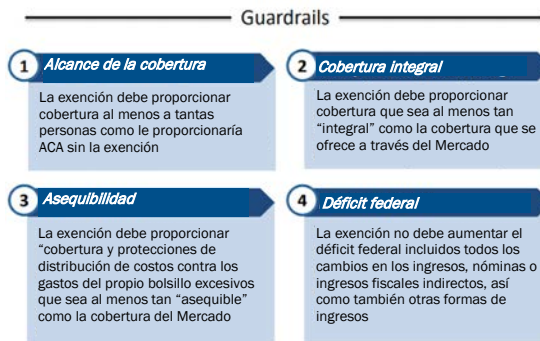 Guardrails
1 Alcance de la cobertura
La exención debe proporcionar
cobertura al menos a tantas
personas como le proporcionaría
ACA sin la exención
2 Cobertura integral
La exención debe proporcionar
cobertura que sea al menos tan
“integral” como la cobertura que se
ofrece a través del Mercado
3 Asequibilidad
La exención debe proporcionar
“cobertura y protecciones de
distribución de costos contra los
gastos del propio bolsillo excesivos
que sea al menos tan “asequible”
como la cobertura del Mercado
4 Déficit federal
La exención no debe aumentar el
déficit federal incluidos todos los
cambios en los ingresos, nóminas o
ingresos fiscales indirectos, así
como también otras formas de
ingresos